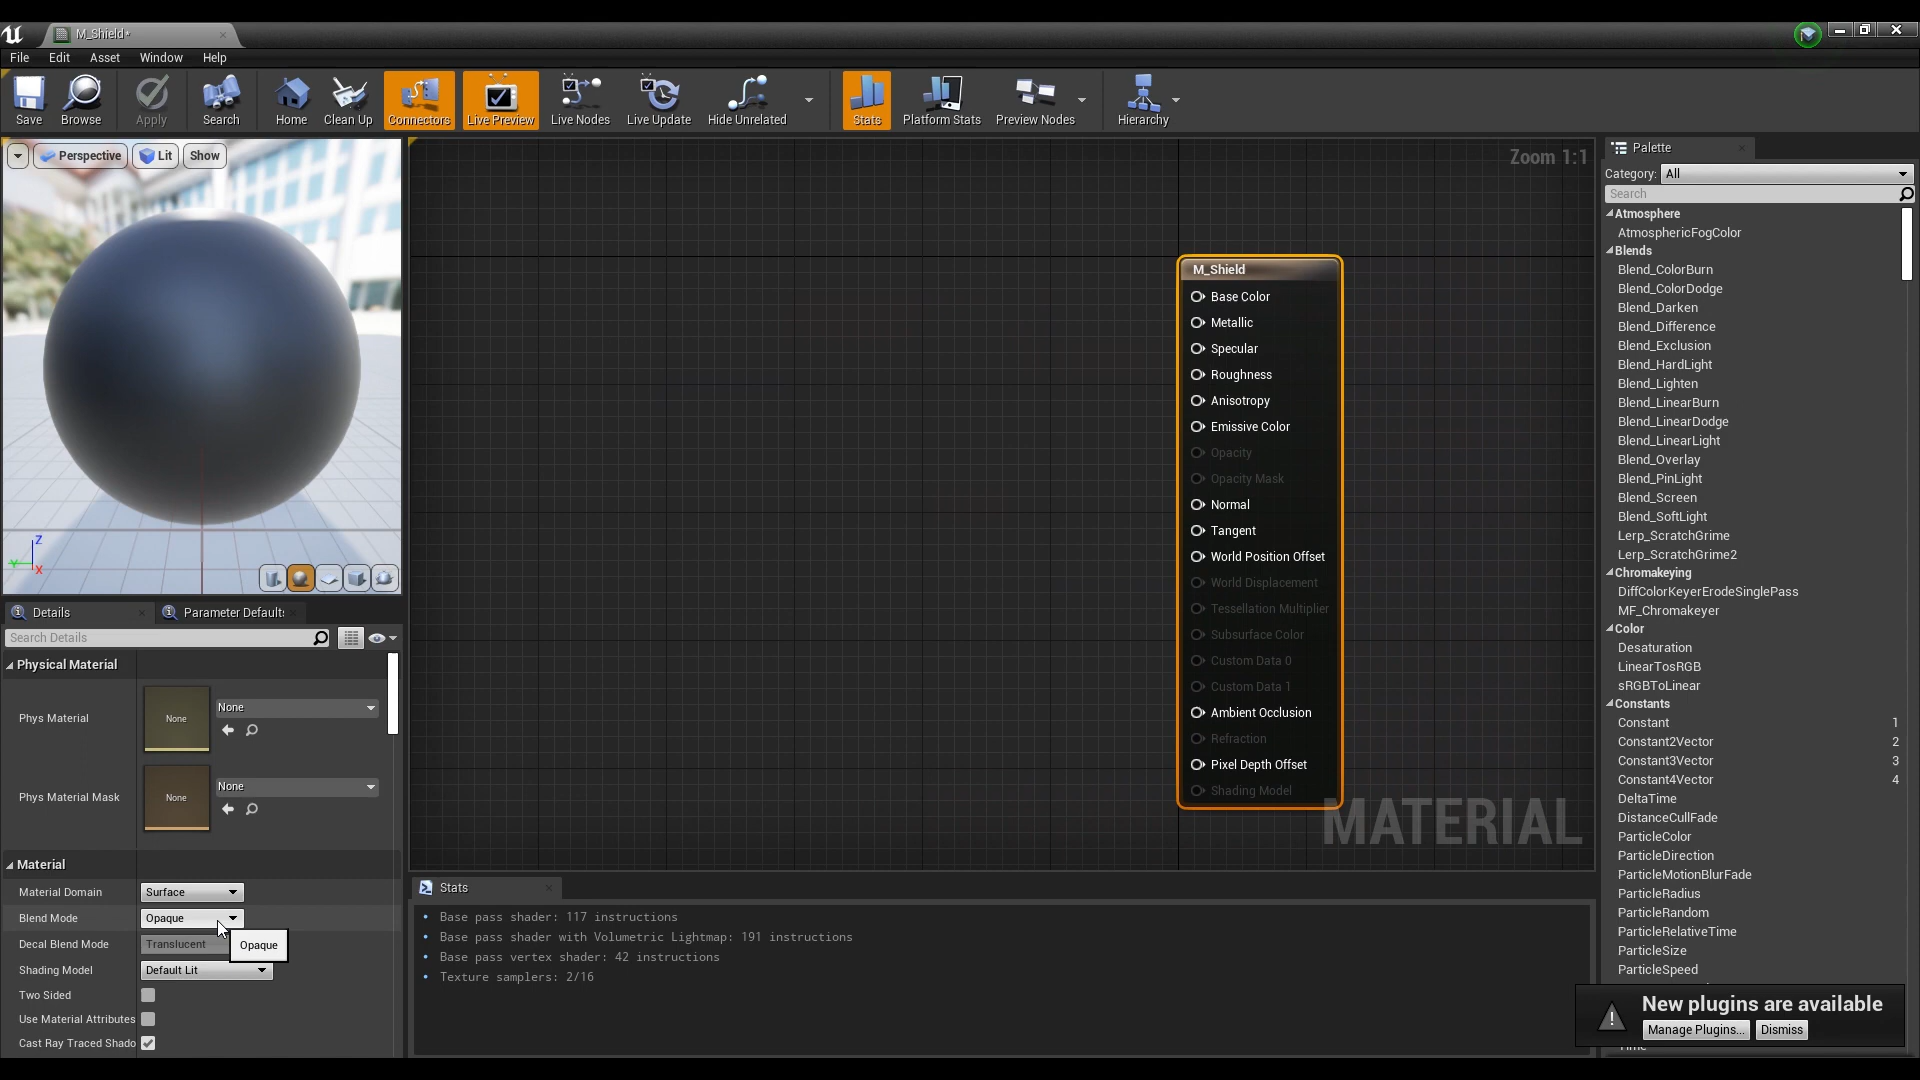 M_Shield*
File Edit Asset Window Help
Save Browse Apply Search Home Clean Up Connectors Live Preview Live Nodes Live Update Hide Unrelated Stats Platform Stats Preview Nodes Hierarchy
Perspective Lit Show
Zoom 1:1
Z
Y
X
M_Shield
Base Color
Metallic
Specular
Roughness
Anisotropy
Emissive Color
Opacity
Opacity Mask
Normal
Tangent
World Position Offset
World Displacement
Tessellation Multiplier
Subsurface Color
Custom Data 0
Custom Data 1
Ambient Occlusion
Refraction
Pixel Depth Offset
Shading Model
MATERIAL
Details Parameter Default
Search Details
Physical Material
Phys Material None None
Phys Material Mask None None
Material
Material Domain Surface
Blend Mode Opaque
Decal Blend Mode Translucent
Opaque
Shading Model Default Lit
Two Sided
Use Material Attributes
Cast Ray Traced Shado
Stats
Base pass shader: 117 instructions
Base pass shader with Volumetric Lightmap: 191 instructions
Base pass vertex shader: 42 instructions
Texture samplers: 2/16
Palette
Category: All
Search
Atmosphere
AtmosphericFogColor
Blends
Blend_ColorBurn
Blend_ColorDodge
Blend_Darken
Blend_Difference
Blend_Exclusion
Blend_HardLight
Blend_Lighten
Blend_LinearBurn
Blend_LinearDodge
Blend_LinearLight
Blend_Overlay
Blend_PinLight
Blend_Screen
Blend_SoftLight
Lerp_ScratchGrime
Lerp_ScratchGrime2
Chromakeying
DiffColorKeyerErodeSinglePass
MF_Chromakeyer
Color
Desaturation
LinearTosRGB
sRGBToLinear
Constants
Constant 1
Constant2Vector 2
Constant3Vector 3
Constant4Vector 4
DeltaTime
DistanceCullFade
ParticleColor
ParticleDirection
ParticleMotionBlurFade
ParticleRadius
ParticleRandom
ParticleRelativeTime
ParticleSize
ParticleSpeed
New plugins are available
Manage Plugins... Dismiss
Time